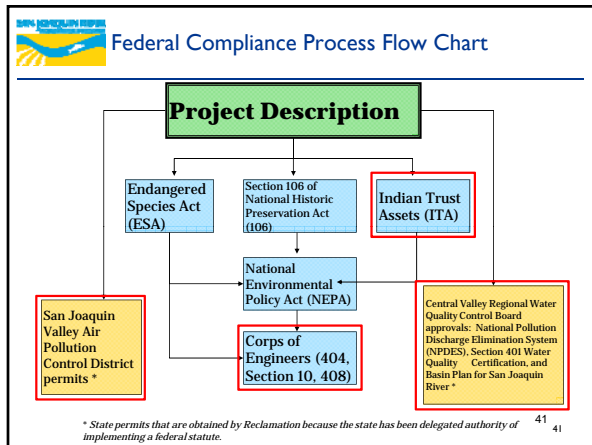 SAN JOAQUIN RIVER
Federal Compliance Process Flow Chart
Project Description
Endangered
Species Act
(ESA)
Section 106 of
National Historic
Preservation Act
(106)
Indian Trust
Assets (ITA)
National
Environmental
Policy Act (NEPA)
San Joaquin
Valley Air
Pollution
Control District
permits *
Corps of
Engineers (404,
Section 10, 408)
Central Valley Regional Water
Quality Control Board
approvals: National Pollution
Discharge Elimination System
(NPDES), Section 401 Water
Quality Certification, and
Basin Plan for San Joaquin
River *
* State permits that are obtained by Reclamation because the state has been delegated authority of
implementing a federal statute.
41
41